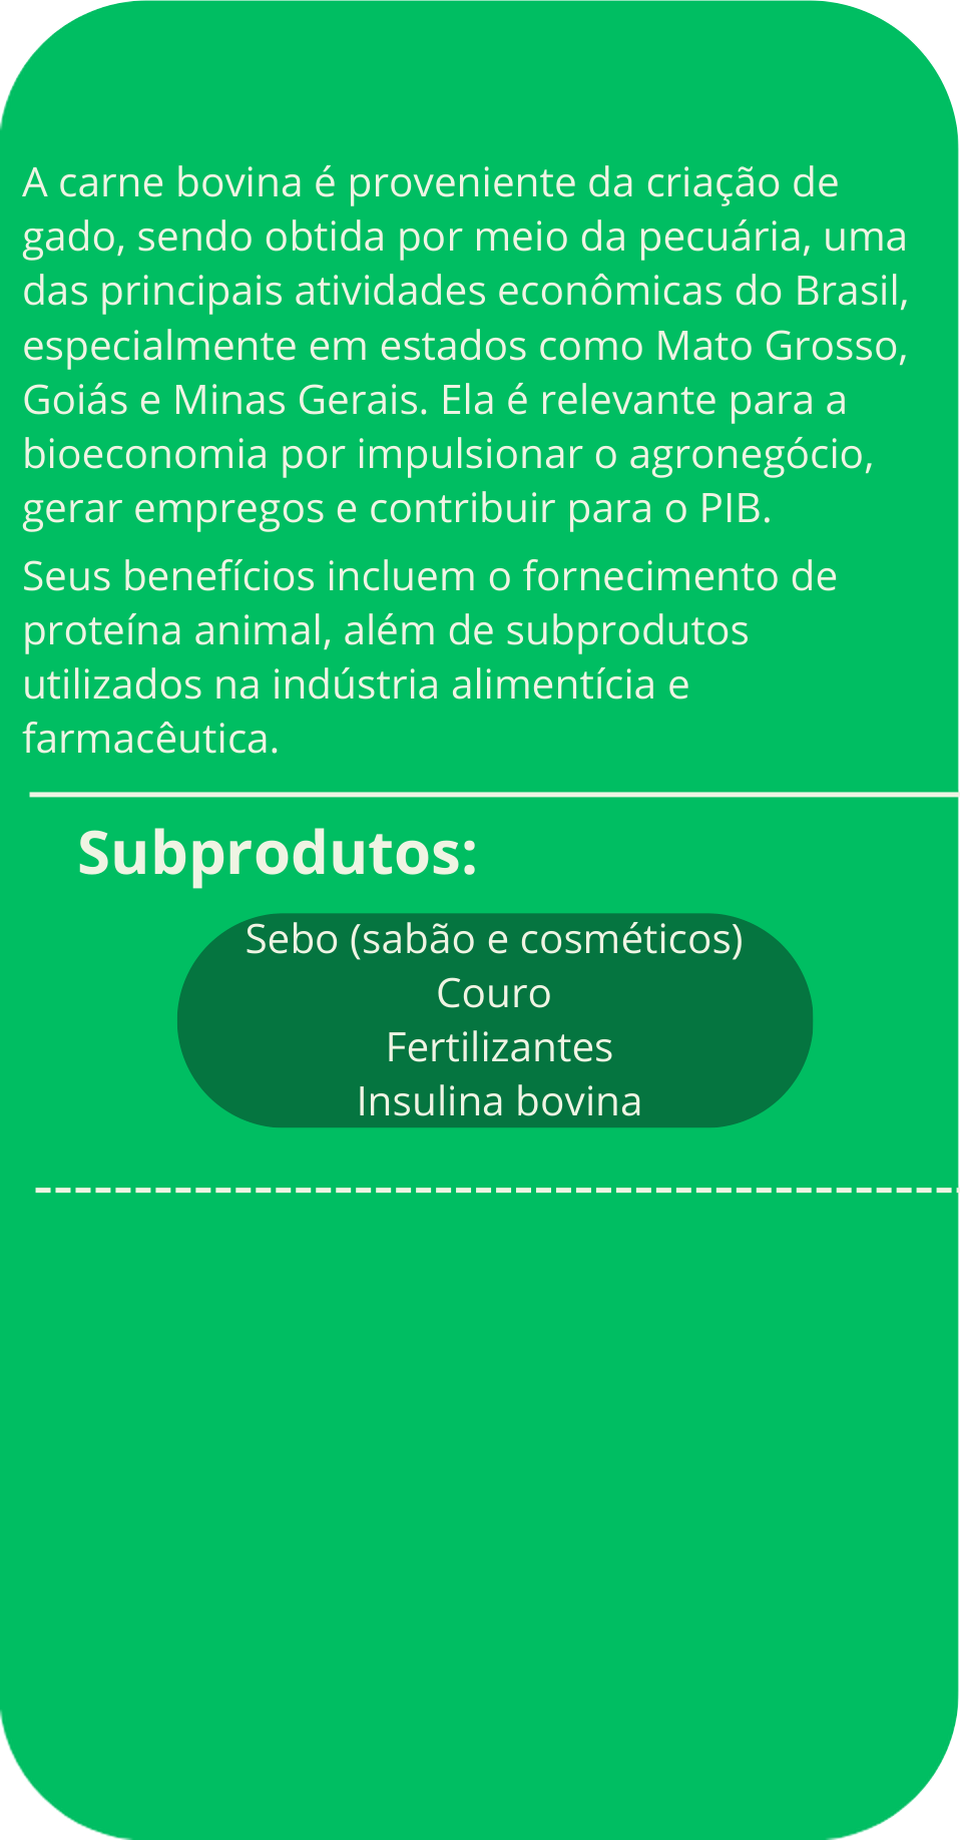 A carne bovina é proveniente da criação de
gado, sendo obtida por meio da pecuária, uma
das principais atividades econômicas do Brasil,
especialmente em estados como Mato Grosso,
Goiás e Minas Gerais. Ela é relevante para a
bioeconomia por impulsionar o agronegócio,
gerar empregos e contribuir para o PIB.
Seus benefícios incluem o fornecimento de
proteína animal, além de subprodutos
utilizados na indústria alimentícia e
farmacêutica.
Subprodutos:
Sebo (sabão e cosméticos)
Couro
Fertilizantes
Insulina bovina